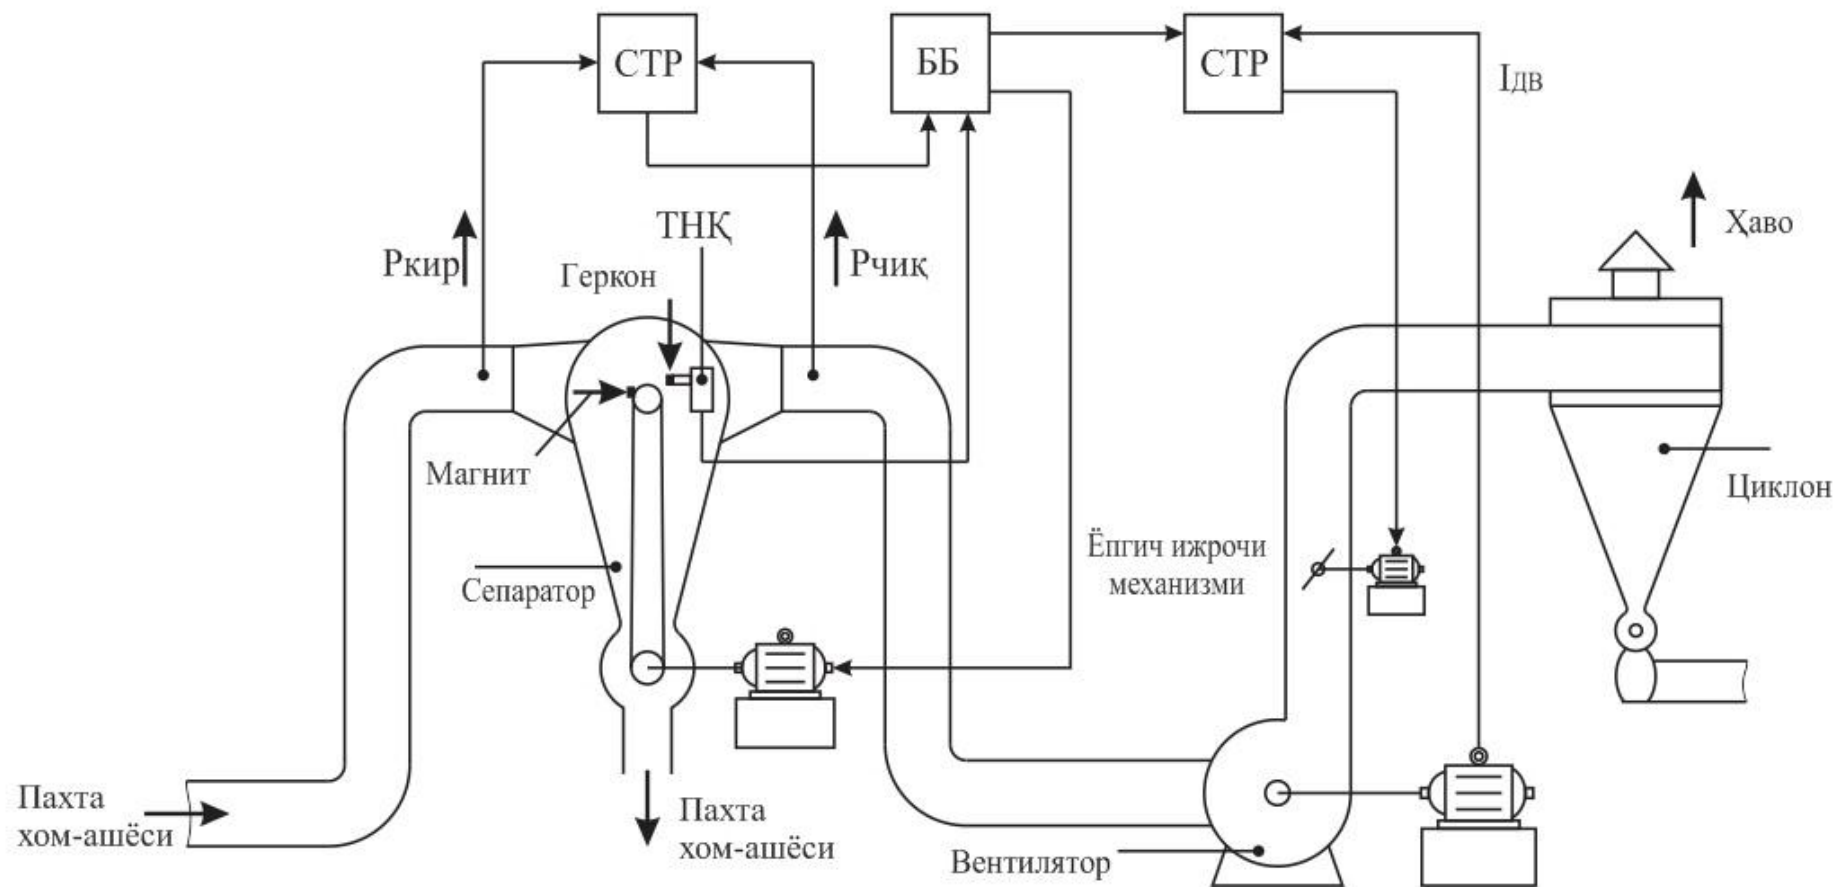 СТР
ББ
СТР
IДВ
ТНҚ
Ҳаво
Ркир
Геркон
Рчиқ
Магнит
Циклон
Ёпгич ижрочи
механизми
Сепаратор
Пахта
хом-ашёси
Пахта
хом-ашёси
Вентилятор